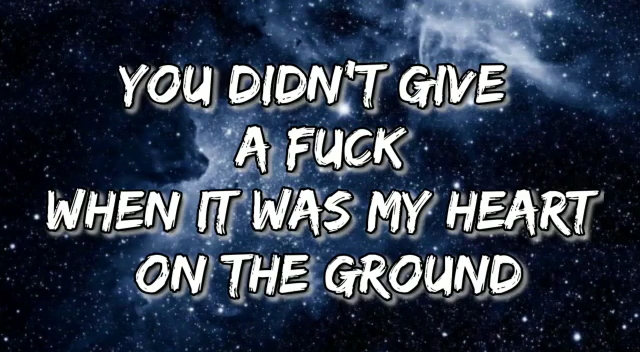 YOU DIDN'T GIVE
A FUCK
WHEN IT WAS MY HEART
ON THE GROUND